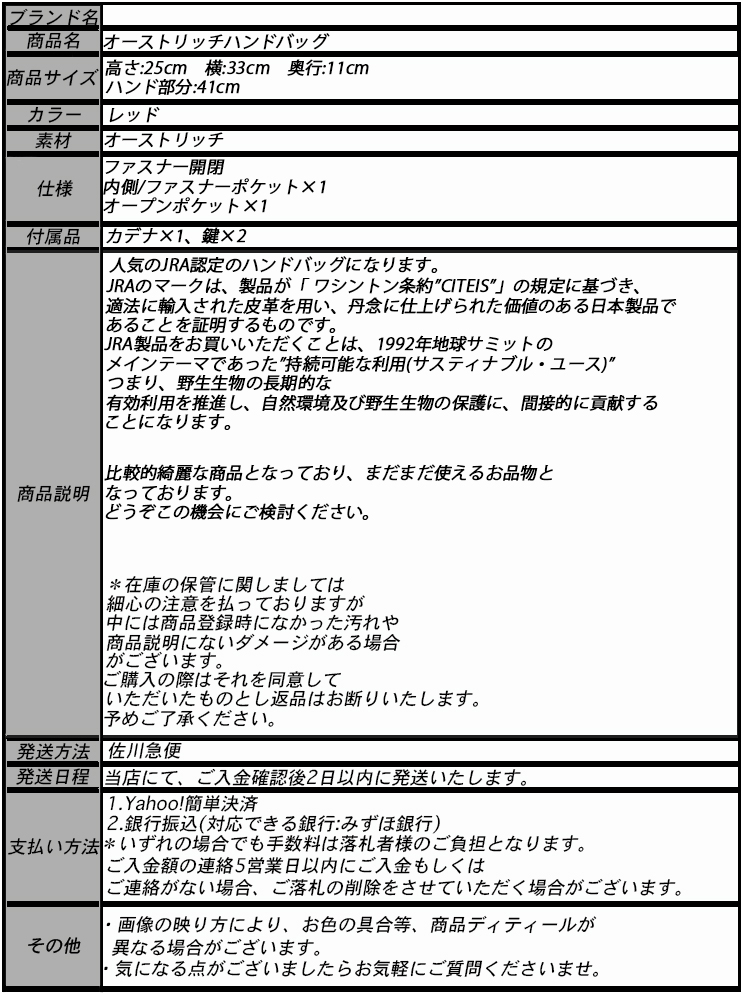 ブランド名
商品名 オーストリッチハンドバッグ
商品サイズ 高さ:25cm 横:33cm 奥行:11cm
ハンド部分:41cm
カラー レッド
素材 オーストリッチ
仕様 ファスナー開閉
内側/ファスナーポケット×1
オープンポケット×1
付属品 カデナ×1、鍵×2
商品説明
人気のJRA認定のハンドバッグになります。
JRAのマークは、製品が「ワシントン条約"CITEIS"」の規定に基づき、
適法に輸入された皮革を用い、丹念に仕上げられた価値のある日本製品で
あることを証明するものです。
JRA製品をお買いいただくことは、1992年地球サミットの
メインテーマであった"持続可能な利用(サスティナブル・ユース)"
つまり、野生生物の長期的な
有効利用を推進し、自然環境及び野生生物の保護に、間接的に貢献する
ことになります。
比較的綺麗な商品となっており、まだまだ使えるお品物と
なっております。
どうぞこの機会にご検討ください。
＊在庫の保管に関しましては
細心の注意を払っておりますが
中には商品登録時になかった汚れや
商品説明にないダメージがある場合
がございます。
ご購入の際はそれを同意して
いただいたものとし返品はお断りいたします。
予めご了承ください。
発送方法 佐川急便
発送日程 当店にて、ご入金確認後2日以内に発送いたします。
支払い方法
1.Yahoo!簡単決済
2.銀行振込(対応できる銀行:みずほ銀行)
＊いずれの場合でも手数料は落札者様のご負担となります。
ご入金額の連絡5営業日以内にご入金もしくは
ご連絡がない場合、ご落札の削除をさせていただく場合がございます。
その他
・画像の映り方により、お色の具合等、商品ディティールが
異なる場合がございます。
・気になる点がございましたらお気軽にご質問くださいませ。